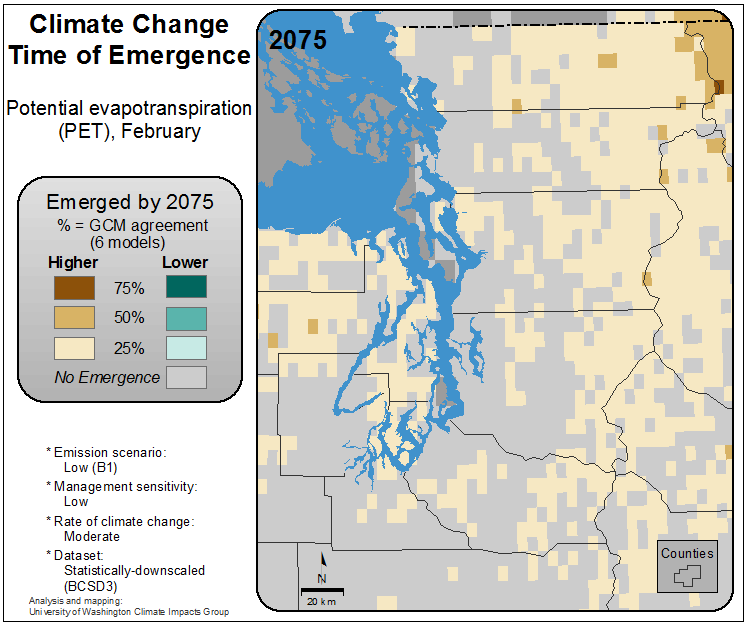 Climate Change
Time of Emergence
Potential evapotranspiration
(PET), February
Emerged by 2075
% = GCM agreement
(6 models)
Higher Lower
75%
50%
25%
No Emergence
* Emission scenario:
Low (B1)
* Management sensitivity:
Low
* Rate of climate change:
Moderate
* Dataset:
Statistically-downscaled
(BCSD3)
Analysis and mapping:
University of Washington Climate Impacts Group
2075
N
20 km
Counties